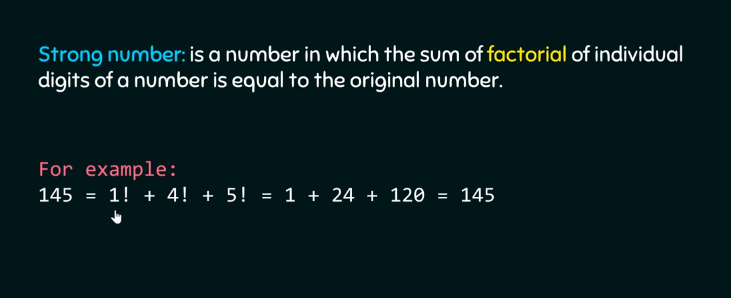 Strong number: is a number in which the sum of factorial of individual
digits of a number is equal to the original number.
For example:
145 = 1! + 4! + 5! = 1 + 24 + 120 = 145